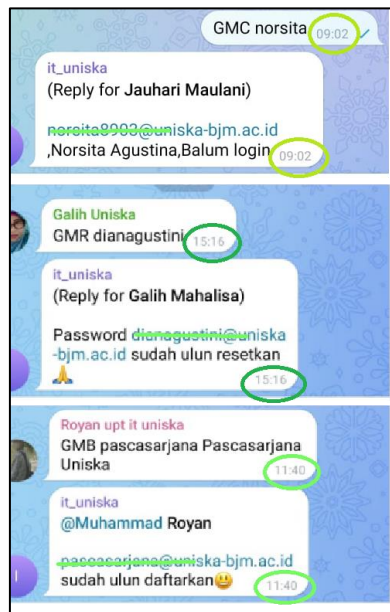 GMC norsita 09:02
it_uniska
(Reply for Jauhari Maulani)
norsita8903@uniska-bjm.ac.id
,Norsita Agustina,Balum login 09:02
Galih Uniska
GMR dianagustini 15:16
it_uniska
(Reply for Galih Mahalisa)
Password dianagustini@uniska
-bjm.ac.id sudah ulun resetkan
🙏 15:16
Royan upt it uniska
GMB pascasarjana Pascasarjana
Uniska 11:40
it_uniska
@Muhammad Royan
pascasarjana@uniska-bjm.ac.id
sudah ulun daftarkan😃 11:40